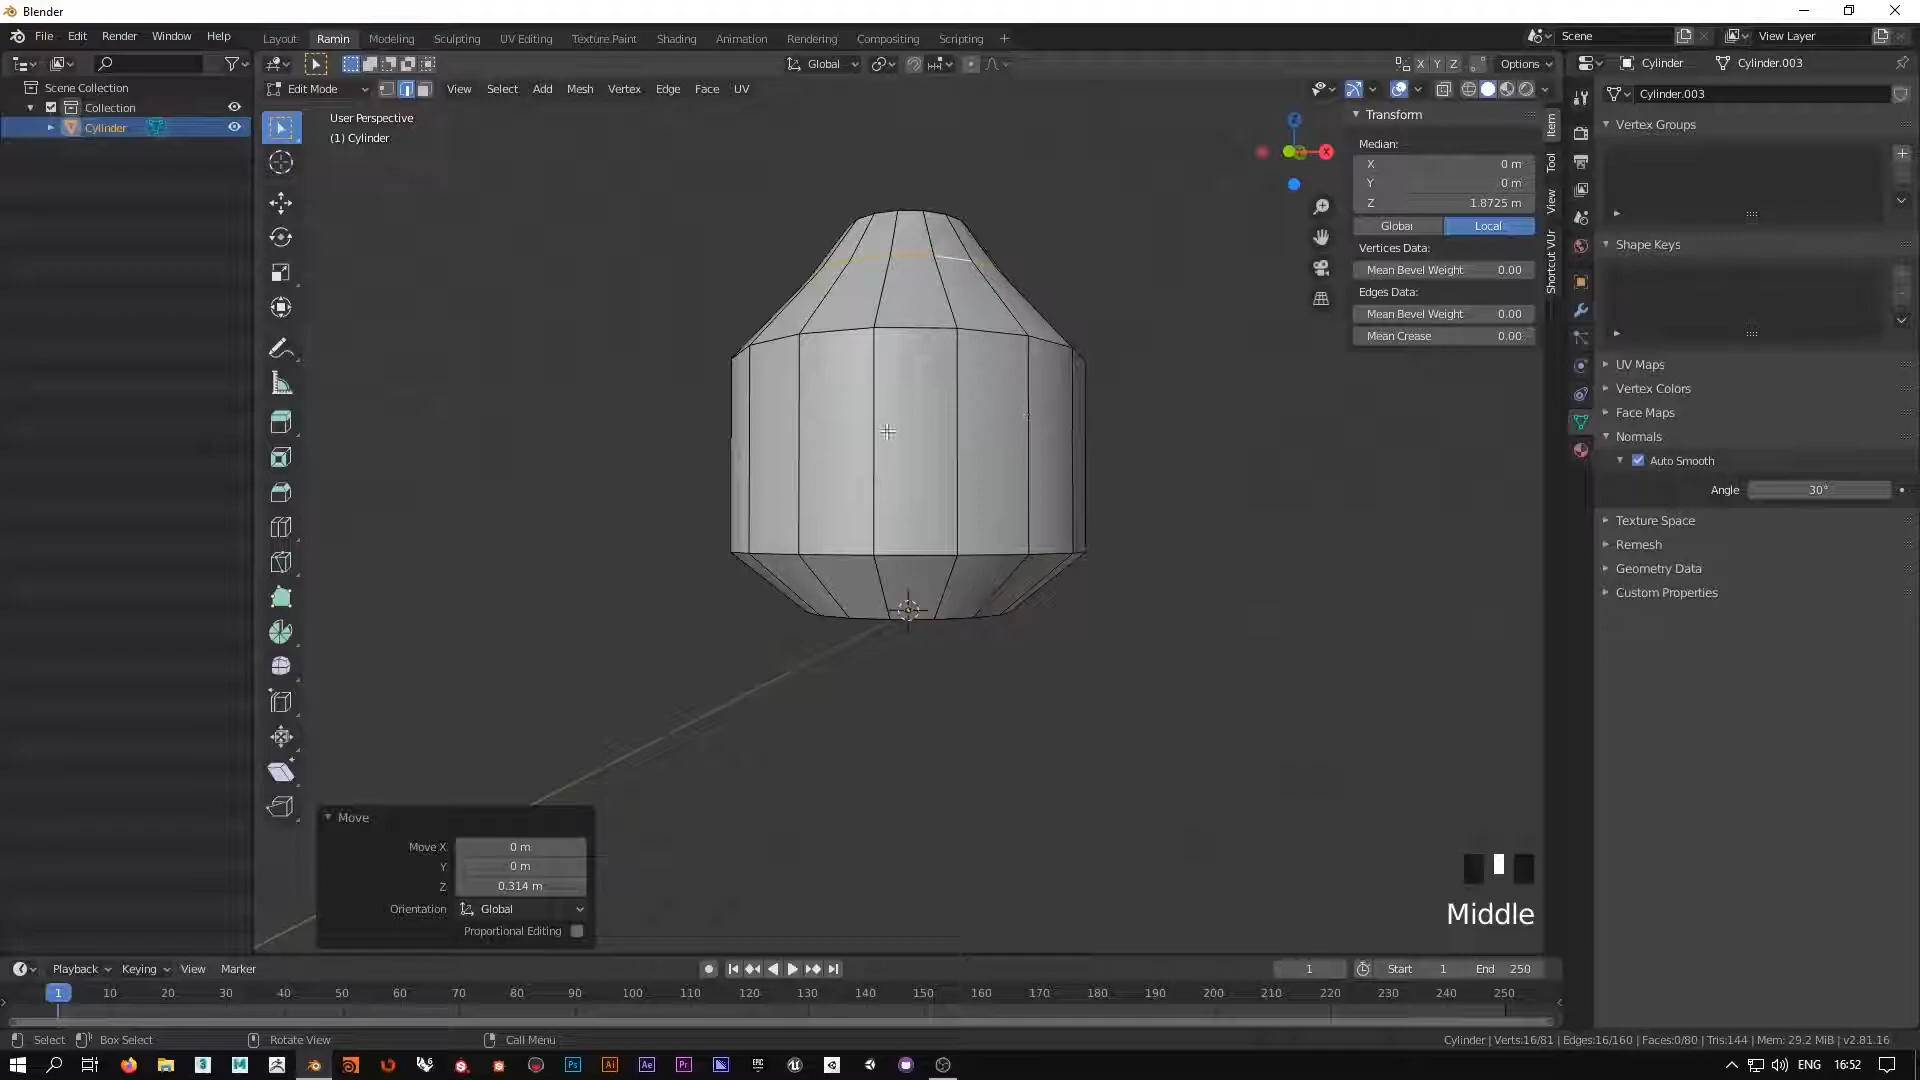 Blender
File Edit Render Window Help
Layout Ramin Modeling Sculpting UV Editing Texture Paint Shading Animation Rendering Compositing Scripting +
Scene
View Layer
Global
X Y Z
Options
Cylinder
Cylinder.003
Scene Collection
Collection
Cylinder
Edit Mode
View Select Add Mesh Vertex Edge Face UV
User Perspective
(1) Cylinder
Z
X
Transform
Median:
X 0 m
Y 0 m
Z 1.8725 m
Global Local
Vertices Data:
Mean Bevel Weight 0.00
Edges Data:
Mean Bevel Weight 0.00
Mean Crease 0.00
Item
Tool
View
Shortcut VUr
Cylinder.003
Vertex Groups
Shape Keys
UV Maps
Vertex Colors
Face Maps
Normals
Auto Smooth
Angle 30°
Texture Space
Remesh
Geometry Data
Custom Properties
Move
Move X 0 m
Y 0 m
Z 0.314 m
Orientation Global
Proportional Editing
Middle
Playback Keying View Marker
1
Start 1
End 250
1 10 20 30 40 50 60 70 80 90 100 110 120 130 140 150 160 170 180 190 200 210 220 230 240 250
Select Box Select Rotate View Call Menu
Cylinder | Verts:16/81 | Edges:16/160 | Faces:0/80 | Tris:144 | Mem: 29.2 MiB | v2.81.16
3 M Ps Ai Ae Pr EPIC
ENG 16:52